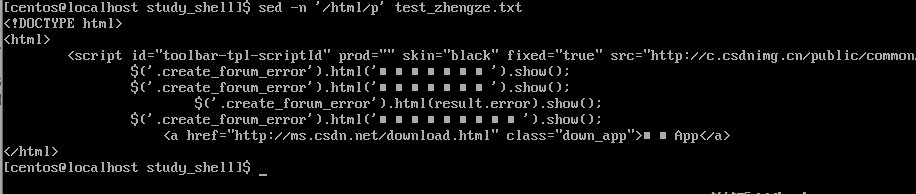 [centos@localhost study_shell]$ sed -n '/html/p' test_zhengze.txt
<!DOCTYPE html>
<html>
<script id="toolbar-tpl-scriptId" prod="" skin="black" fixed="true" src="http://c.csdnimg.cn/public/common
$('.create_forum_error').html('■ ■ ■ ■ ■ ■ ■ ').show();
$('.create_forum_error').html('■ ■ ■ ■ ■ ■ ■ ').show();
$('.create_forum_error').html(result.error).show();
$('.create_forum_error').html('■ ■ ■ ■ ■ ■ ■ ■ ■ ').show();
<a href="http://ms.csdn.net/download.html" class="down_app">■ ■ App</a>
</html>
[centos@localhost study_shell]$ _